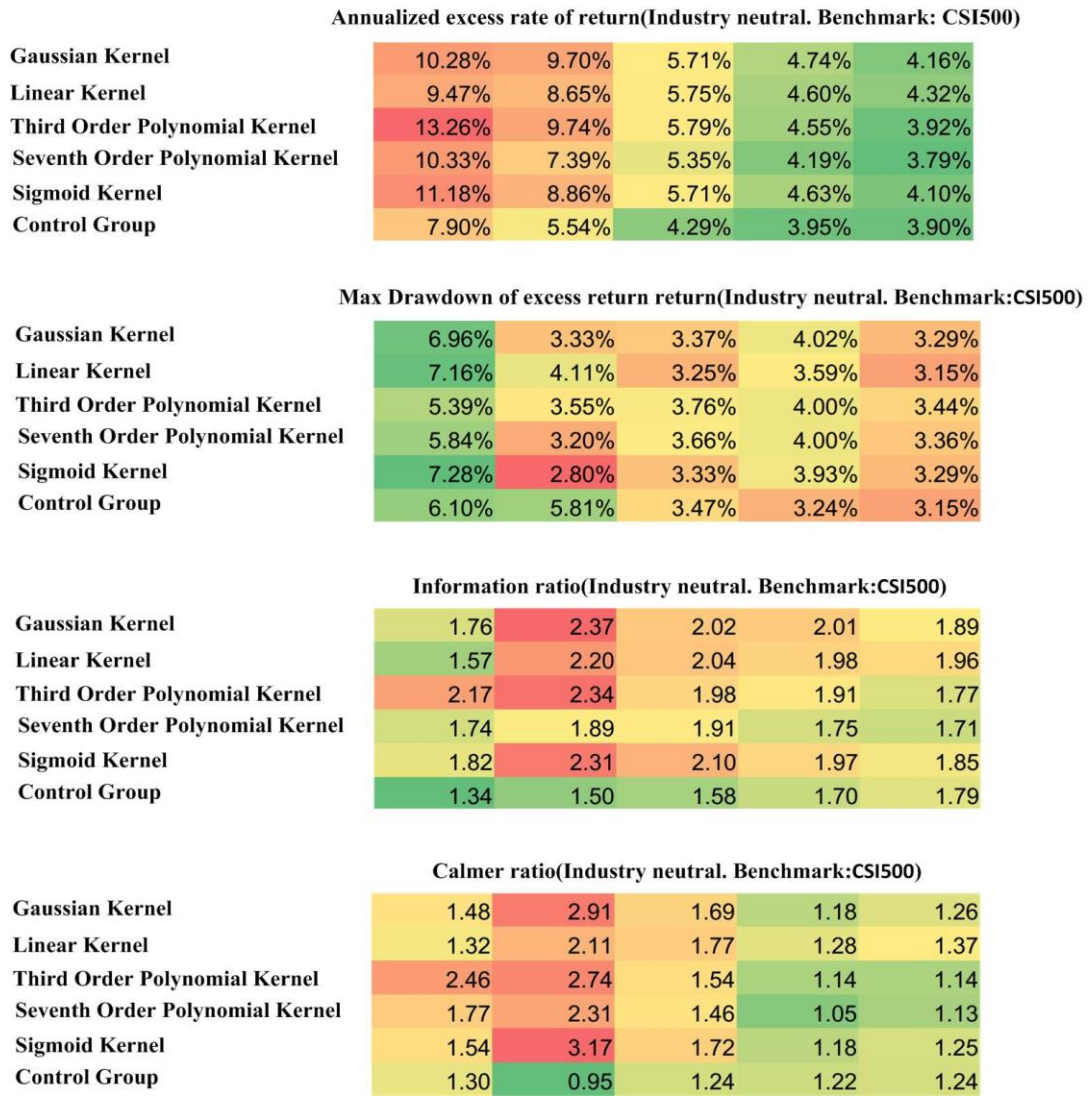 Annualized excess rate of return(Industry neutral. Benchmark: CSI500)
Gaussian Kernel 10.28% 9.70% 5.71% 4.74% 4.16%
Linear Kernel 9.47% 8.65% 5.75% 4.60% 4.32%
Third Order Polynomial Kernel 13.26% 9.74% 5.79% 4.55% 3.92%
Seventh Order Polynomial Kernel 10.33% 7.39% 5.35% 4.19% 3.79%
Sigmoid Kernel 11.18% 8.86% 5.71% 4.63% 4.10%
Control Group 7.90% 5.54% 4.29% 3.95% 3.90%
Max Drawdown of excess return return(Industry neutral. Benchmark:CSI500)
Gaussian Kernel 6.96% 3.33% 3.37% 4.02% 3.29%
Linear Kernel 7.16% 4.11% 3.25% 3.59% 3.15%
Third Order Polynomial Kernel 5.39% 3.55% 3.76% 4.00% 3.44%
Seventh Order Polynomial Kernel 5.84% 3.20% 3.66% 4.00% 3.36%
Sigmoid Kernel 7.28% 2.80% 3.33% 3.93% 3.29%
Control Group 6.10% 5.81% 3.47% 3.24% 3.15%
Information ratio(Industry neutral. Benchmark:CSI500)
Gaussian Kernel 1.76 2.37 2.02 2.01 1.89
Linear Kernel 1.57 2.20 2.04 1.98 1.96
Third Order Polynomial Kernel 2.17 2.34 1.98 1.91 1.77
Seventh Order Polynomial Kernel 1.74 1.89 1.91 1.75 1.71
Sigmoid Kernel 1.82 2.31 2.10 1.97 1.85
Control Group 1.34 1.50 1.58 1.70 1.79
Calmer ratio(Industry neutral. Benchmark:CSI500)
Gaussian Kernel 1.48 2.91 1.69 1.18 1.26
Linear Kernel 1.32 2.11 1.77 1.28 1.37
Third Order Polynomial Kernel 2.46 2.74 1.54 1.14 1.14
Seventh Order Polynomial Kernel 1.77 2.31 1.46 1.05 1.13
Sigmoid Kernel 1.54 3.17 1.72 1.18 1.25
Control Group 1.30 0.95 1.24 1.22 1.24